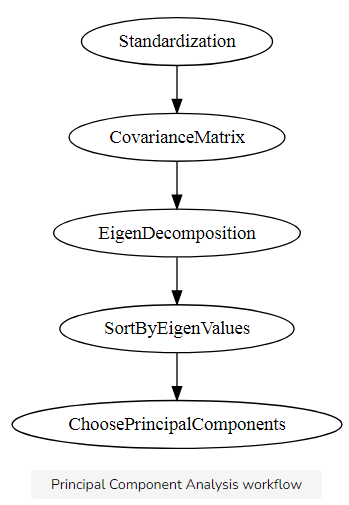 Standardization
CovarianceMatrix
EigenDecomposition
SortByEigenValues
ChoosePrincipalComponents
Principal Component Analysis workflow